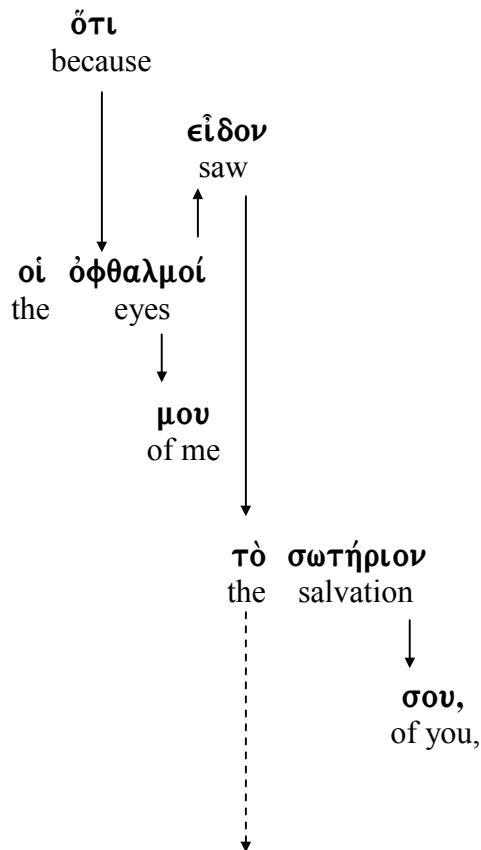 ὅτι
because
εἶδον
saw
οἱ ὀφθαλμοί
the eyes
μου
of me
τὸ σωτήριον
the salvation
σου,
of you,